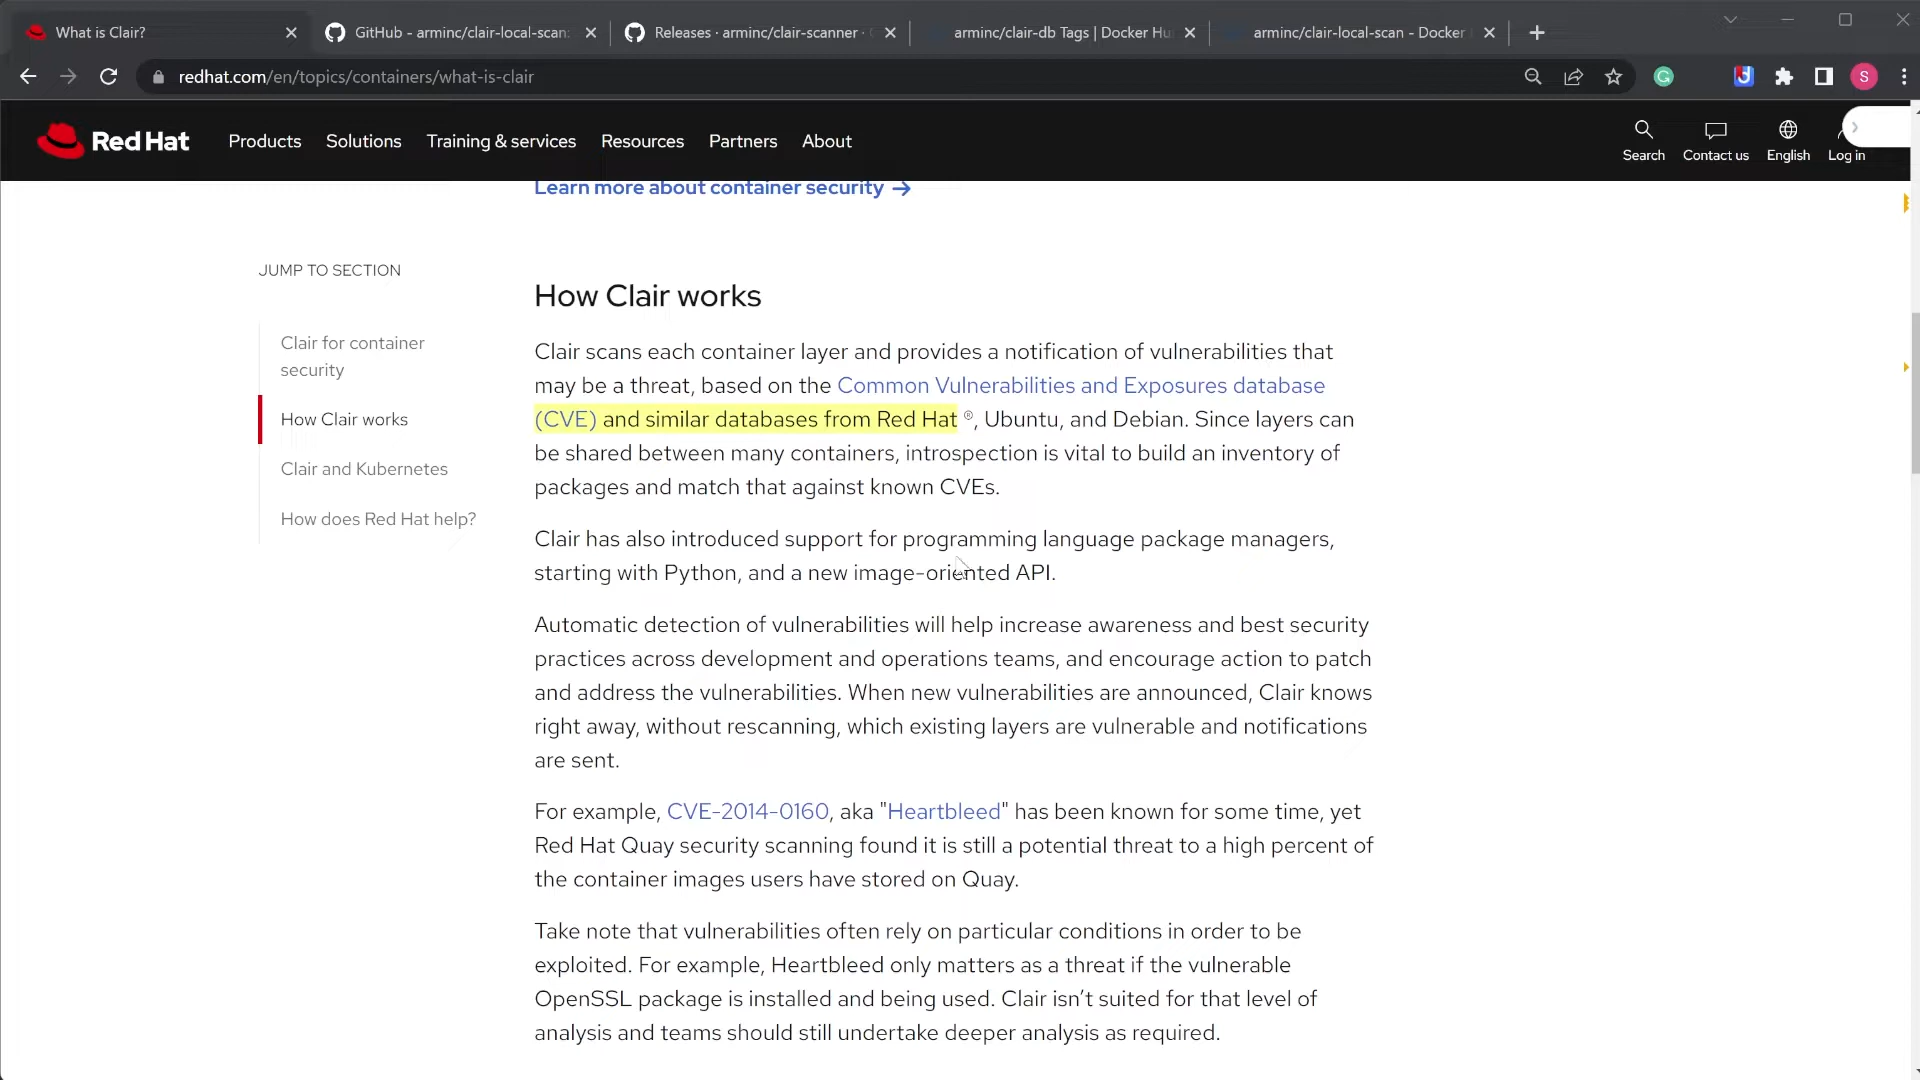 What is Clair?
GitHub - arminc/clair-local-scan:
Releases · arminc/clair-scanner ·
arminc/clair-db Tags | Docker Hu
arminc/clair-local-scan - Docker
redhat.com/en/topics/containers/what-is-clair
S
Red Hat
Products
Solutions
Training & services
Resources
Partners
About
Search
Contact us
English
Log in
Learn more about container security →
JUMP TO SECTION
Clair for container
security
How Clair works
Clair and Kubernetes
How does Red Hat help?
How Clair works
Clair scans each container layer and provides a notification of vulnerabilities that
may be a threat, based on the Common Vulnerabilities and Exposures database
(CVE) and similar databases from Red Hat ®, Ubuntu, and Debian. Since layers can
be shared between many containers, introspection is vital to build an inventory of
packages and match that against known CVEs.
Clair has also introduced support for programming language package managers,
starting with Python, and a new image-oriented API.
Automatic detection of vulnerabilities will help increase awareness and best security
practices across development and operations teams, and encourage action to patch
and address the vulnerabilities. When new vulnerabilities are announced, Clair knows
right away, without rescanning, which existing layers are vulnerable and notifications
are sent.
For example, CVE-2014-0160, aka "Heartbleed" has been known for some time, yet
Red Hat Quay security scanning found it is still a potential threat to a high percent of
the container images users have stored on Quay.
Take note that vulnerabilities often rely on particular conditions in order to be
exploited. For example, Heartbleed only matters as a threat if the vulnerable
OpenSSL package is installed and being used. Clair isn’t suited for that level of
analysis and teams should still undertake deeper analysis as required.